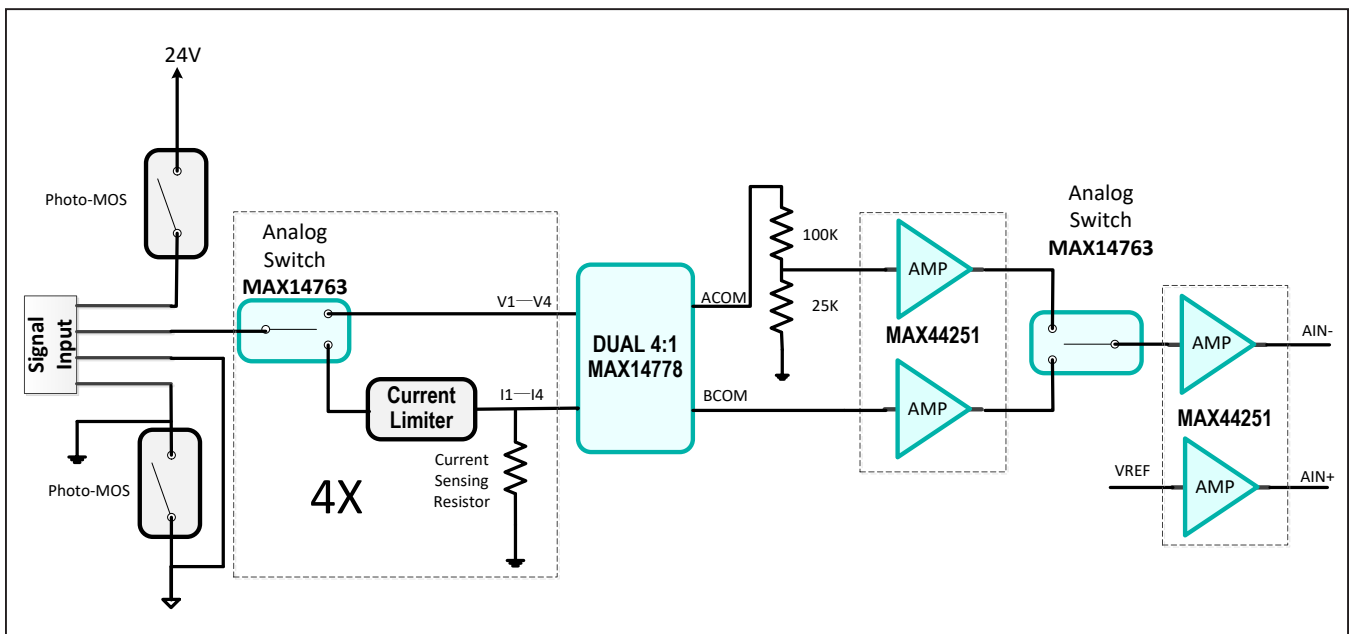 24V
Photo-MOS
Signal
Input
Photo-MOS
Analog
Switch
MAX14763
V1—V4
Current
Limiter
I1—I4
Current
Sensing
Resistor
4X
DUAL 4:1
MAX14778
ACOM
BCOM
100K
25K
AMP
MAX44251
AMP
Analog
Switch
MAX14763
AMP
AIN-
MAX44251
VREF
AMP
AIN+